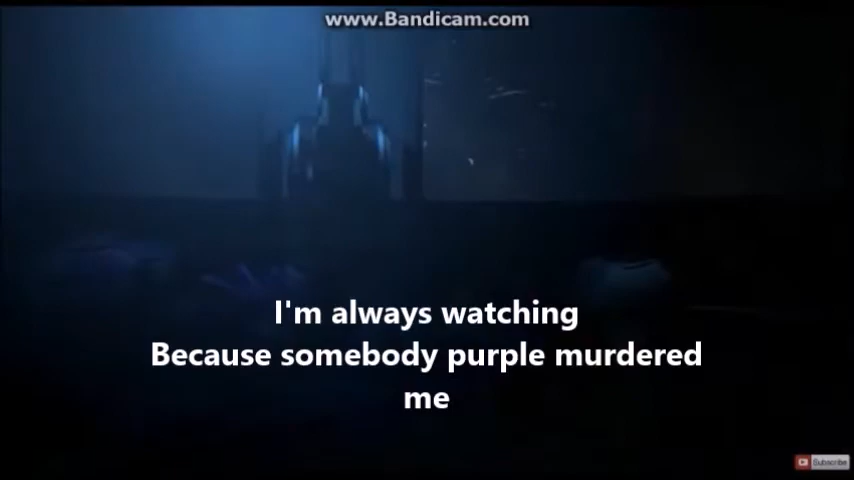 www.Bandicam.com
I'm always watching
Because somebody purple murdered
me
Subscribe